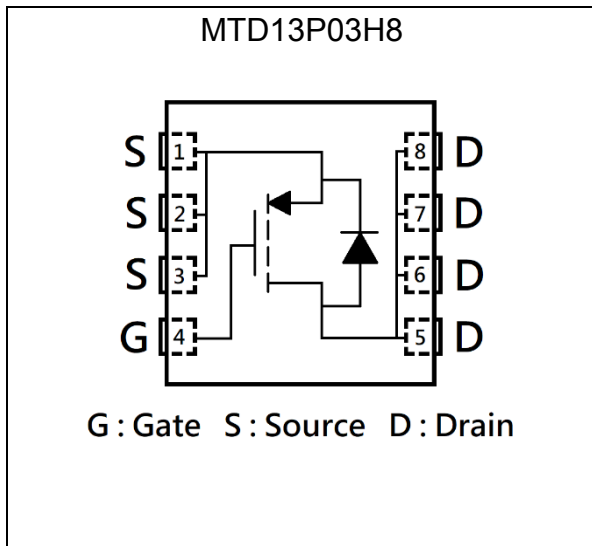 MTD13P03H8
S 1 8 D
S 2 7 D
S 3 6 D
G 4 5 D
G : Gate S : Source D : Drain